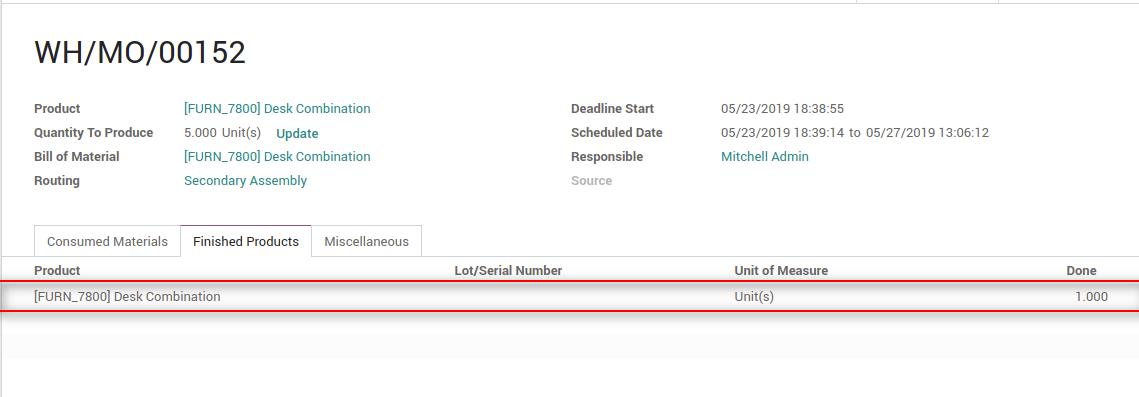 WH/MO/00152
Product [FURN_7800] Desk Combination Deadline Start 05/23/2019 18:38:55
Quantity To Produce 5.000 Unit(s) Update Scheduled Date 05/23/2019 18:39:14 to 05/27/2019 13:06:12
Bill of Material [FURN_7800] Desk Combination Responsible Mitchell Admin
Routing Secondary Assembly Source
Consumed Materials Finished Products Miscellaneous
Product Lot/Serial Number Unit of Measure Done
[FURN_7800] Desk Combination Unit(s) 1.000